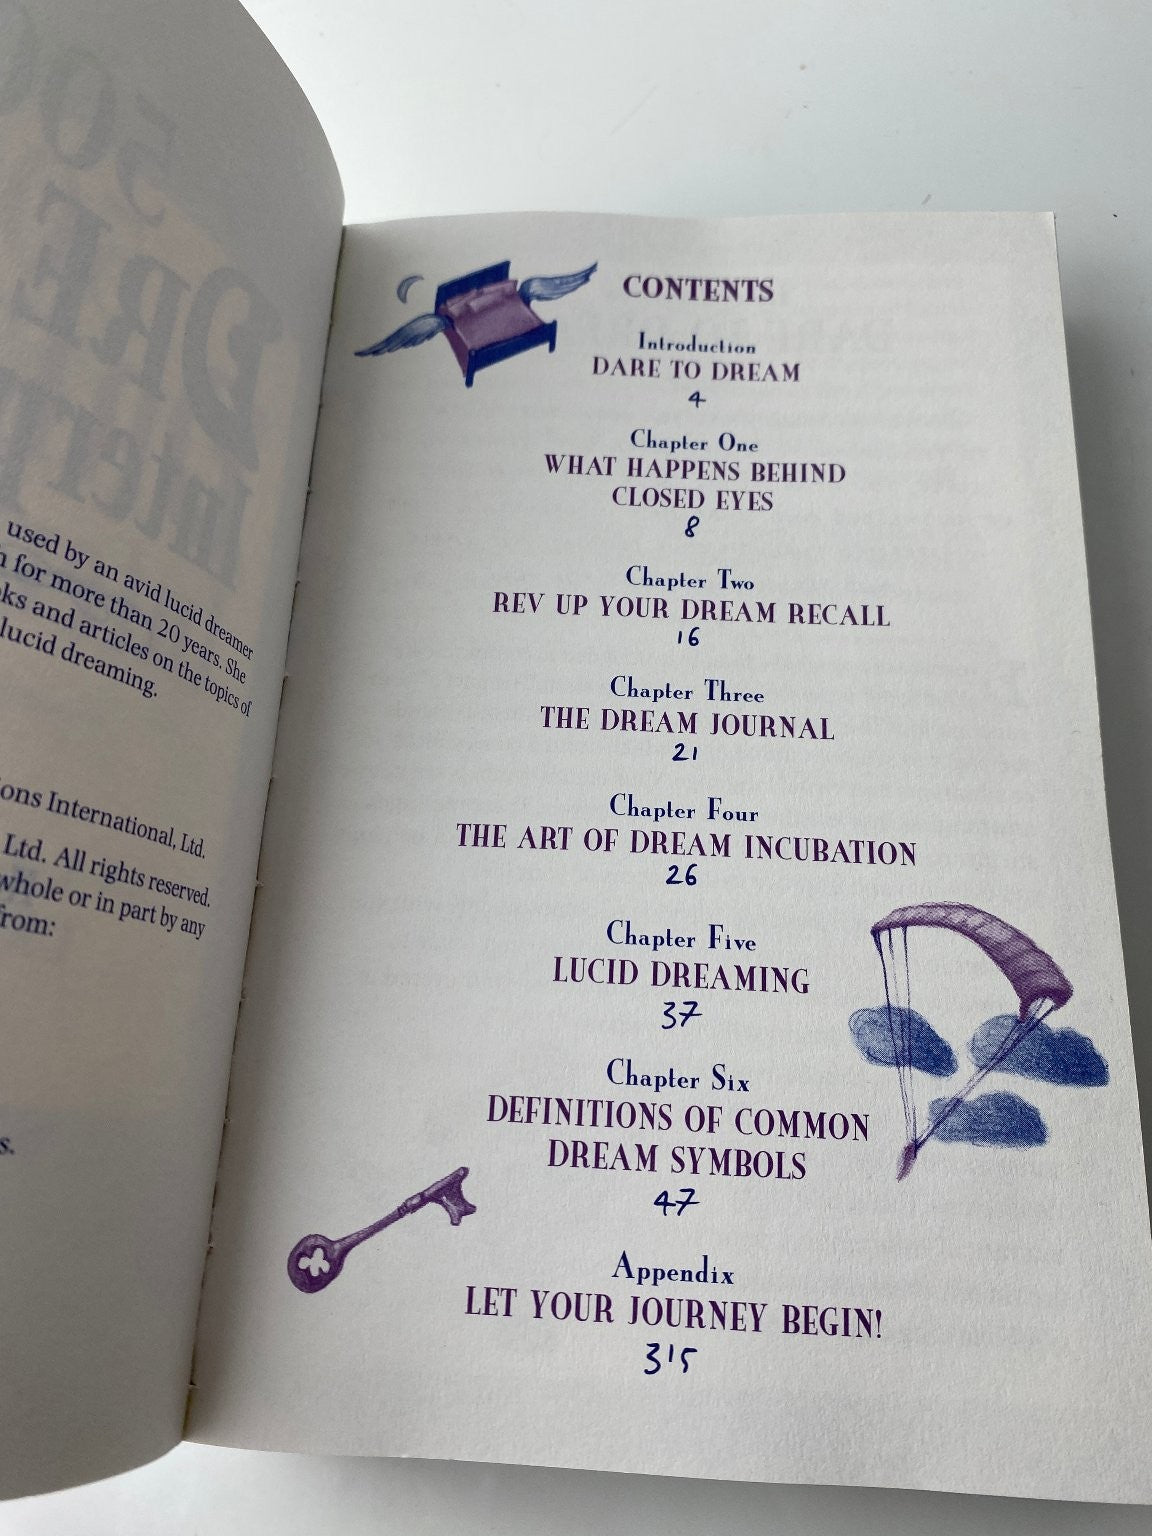 used by an avid lucid dreamer
for more than 20 years. She
and articles on the topics of
lucid dreaming.
International, Ltd.
Ltd. All rights reserved.
whole or in part by any
from:
CONTENTS
Introduction
DARE TO DREAM
4
Chapter One
WHAT HAPPENS BEHIND
CLOSED EYES
8
Chapter Two
REV UP YOUR DREAM RECALL
16
Chapter Three
THE DREAM JOURNAL
21
Chapter Four
THE ART OF DREAM INCUBATION
26
Chapter Five
LUCID DREAMING
37
Chapter Six
DEFINITIONS OF COMMON
DREAM SYMBOLS
47
Appendix
LET YOUR JOURNEY BEGIN!
315